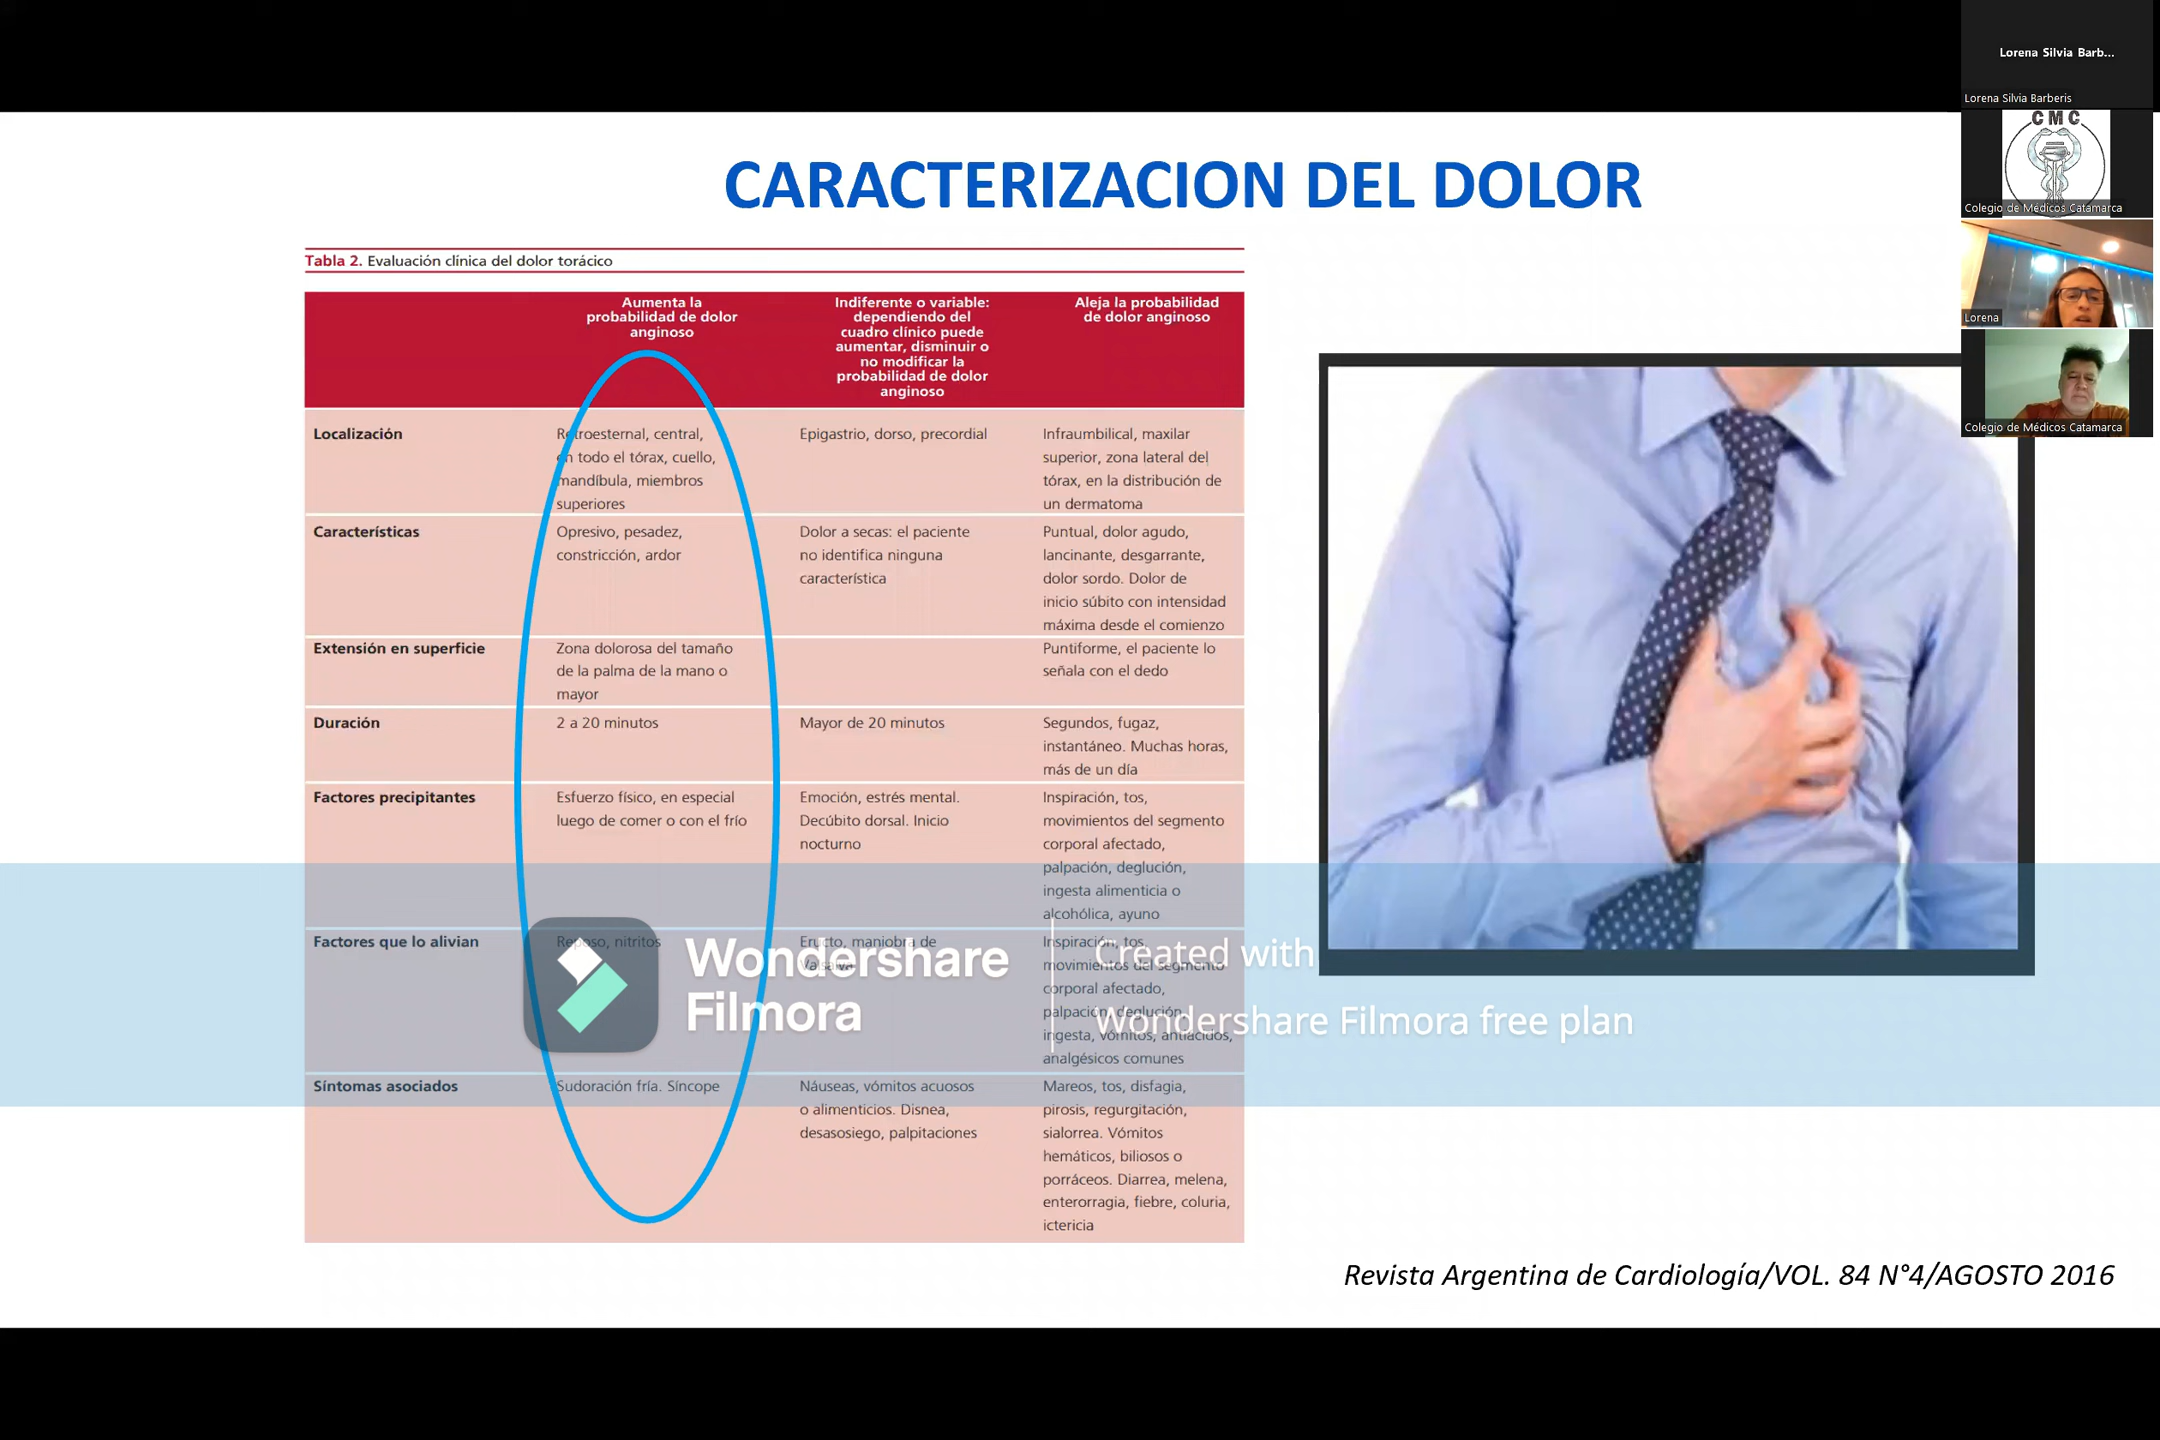 Lorena Silvia Barb...
Lorena Silvia Barberis
CMC
Colegio de Médicos Catamarca
Lorena
Colegio de Médicos Catamarca
CARACTERIZACION DEL DOLOR
Tabla 2. Evaluación clínica del dolor torácico
Aumenta la
probabilidad de dolor
anginoso
Indiferente o variable:
dependiendo del
cuadro clínico puede
aumentar, disminuir o
no modificar la
probabilidad de dolor
anginoso
Aleja la probabilidad
de dolor anginoso
Localización
Retroesternal, central,
en todo el tórax, cuello,
mandíbula, miembros
superiores
Epigastrio, dorso, precordial
Infraumbilical, maxilar
superior, zona lateral del
tórax, en la distribución de
un dermatoma
Características
Opresivo, pesadez,
constricción, ardor
Dolor a secas: el paciente
no identifica ninguna
característica
Puntual, dolor agudo,
lancinante, desgarrante,
dolor sordo. Dolor de
inicio súbito con intensidad
máxima desde el comienzo
Extensión en superficie
Zona dolorosa del tamaño
de la palma de la mano o
mayor
Puntiforme, el paciente lo
señala con el dedo
Duración
2 a 20 minutos
Mayor de 20 minutos
Segundos, fugaz,
instantáneo. Muchas horas,
más de un día
Factores precipitantes
Esfuerzo físico, en especial
luego de comer o con el frío
Emoción, estrés mental.
Decúbito dorsal. Inicio
nocturno
Inspiración, tos,
movimientos del segmento
corporal afectado,
palpación, deglución,
ingesta alimenticia o
alcohólica, ayuno
Factores que lo alivian
Reposo, nitritos
Eructo, maniobra de
Valsalva
Inspiración, tos,
movimientos del segmento
corporal afectado,
palpación, deglución,
ingesta, vómitos, antiácidos,
analgésicos comunes
Síntomas asociados
Sudoración fría. Síncope
Náuseas, vómitos acuosos
o alimenticios. Disnea,
desasosiego, palpitaciones
Mareos, tos, disfagia,
pirosis, regurgitación,
sialorrea. Vómitos
hemáticos, biliosos o
porráceos. Diarrea, melena,
enterorragia, fiebre, coluria,
ictericia
Wondershare
Filmora
Created with
Wondershare Filmora free plan
Revista Argentina de Cardiología/VOL. 84 N°4/AGOSTO 2016